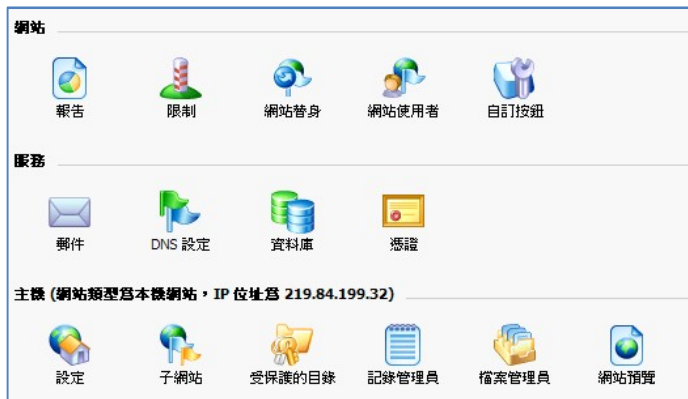 網站
報告 限制 網站替身 網站使用者 自訂按鈕
服務
郵件 DNS 設定 資料庫 憑證
主機 (網站類型為本機網站，IP 位址為 219.84.199.32)
設定 子網站 受保護的目錄 記錄管理員 檔案管理員 網站預覽